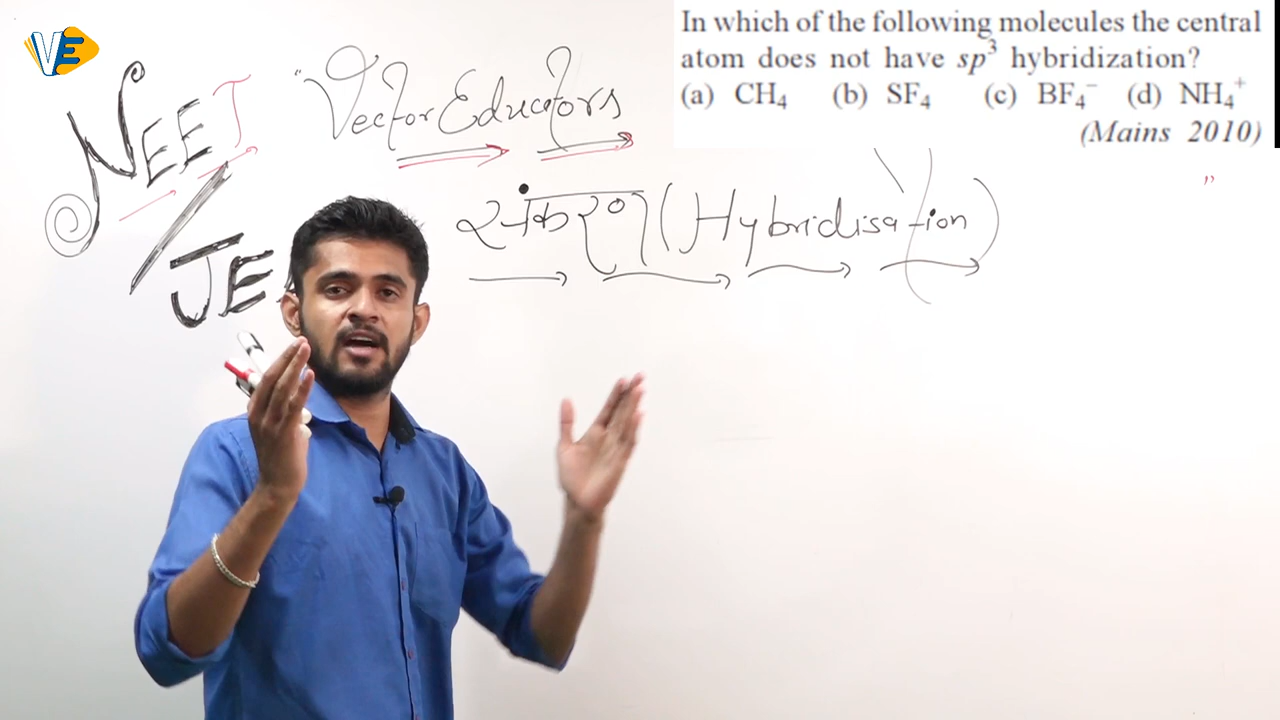 VE
NEET
/
JEE
" Vector Educators
संकरण (Hybridisation) "
In which of the following molecules the central
atom does not have sp³ hybridization?
(a) CH₄ (b) SF₄ (c) BF₄⁻ (d) NH₄⁺
(Mains 2010)